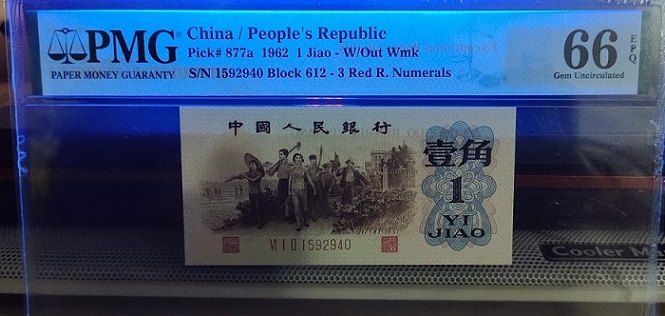 PMG
PAPER MONEY GUARANTY
China / People's Republic
Pick# 877a 1962 1 Jiao - W/Out Wmk
S/N 1592940 Block 612 - 3 Red R. Numerals
66
EPQ
Gem Uncirculated
中國人民銀行
壹角
1
YI
JIAO
VI I II 1592940
Cooler M